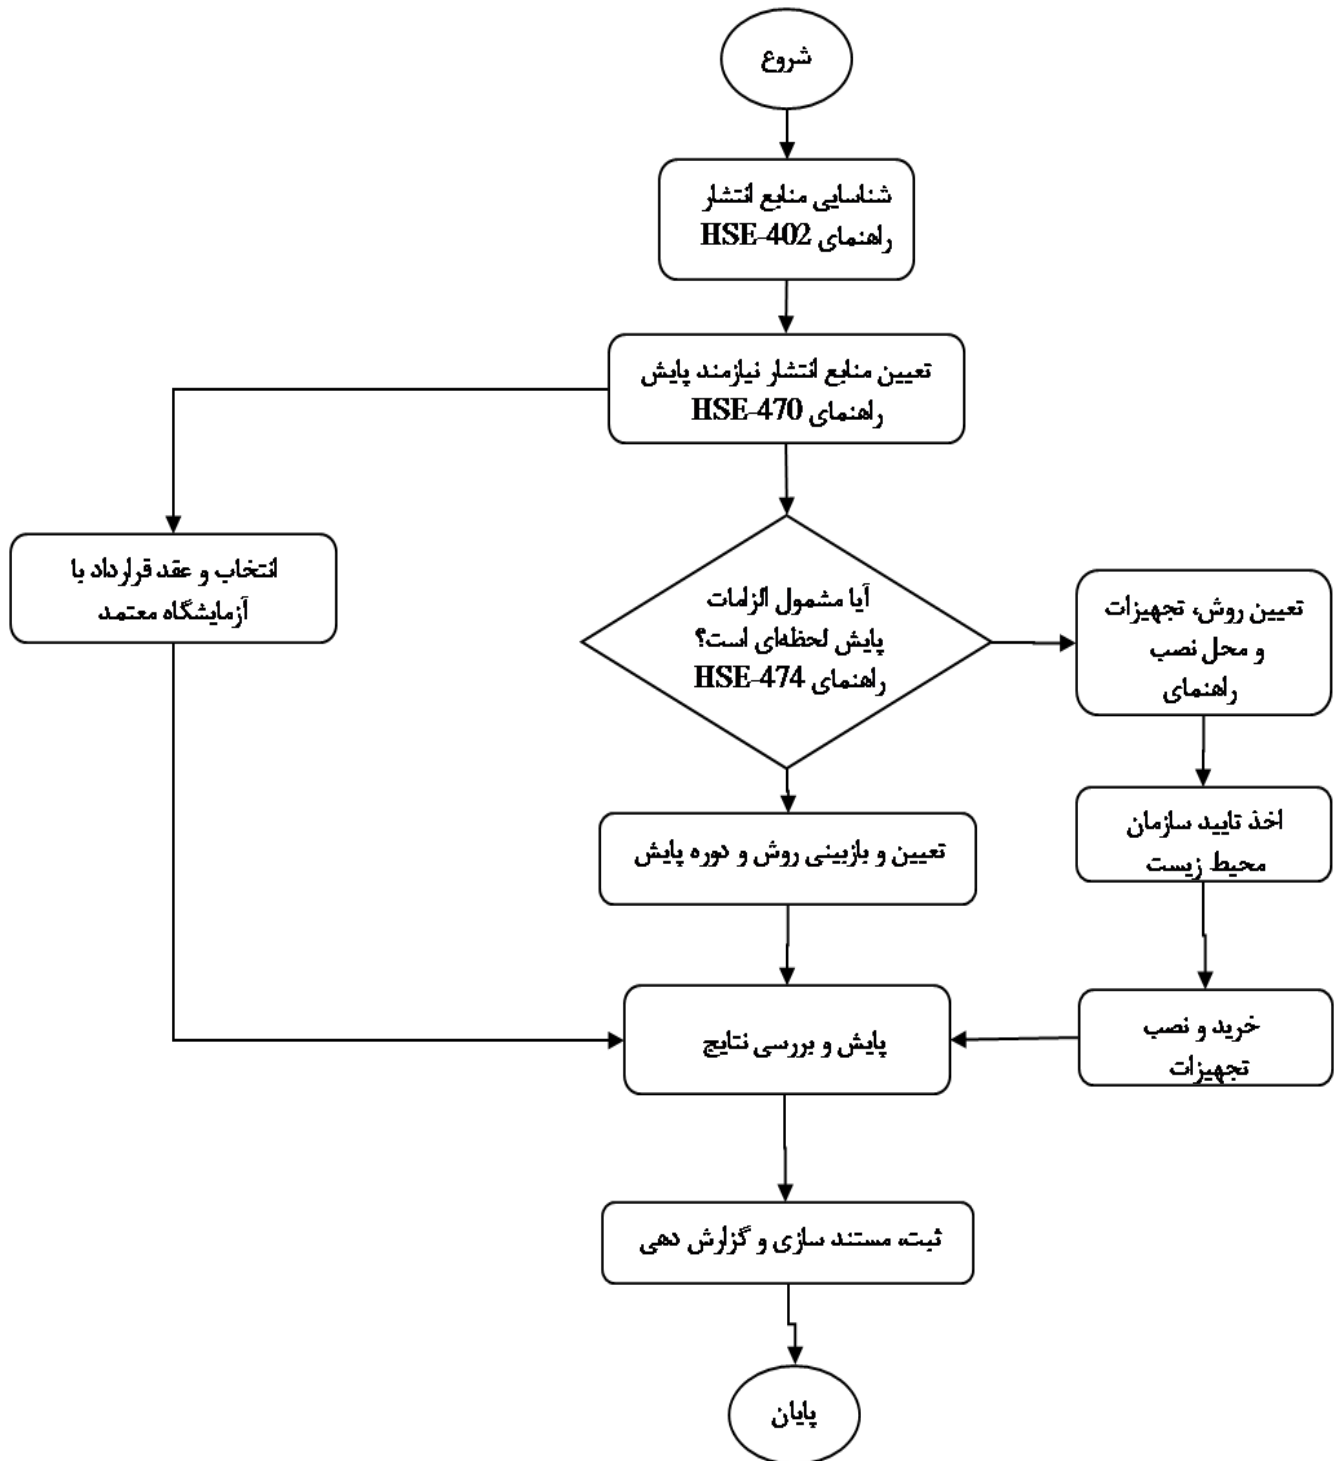 شروع
شناسایی منابع انتشار
راهنمای HSE-402
تعیین منابع انتشار نیازمند پایش
راهنمای HSE-470
انتخاب و عقد قرارداد با
آزمایشگاه معتمد
آیا مشمول الزامات
پایش لحظه‌ای است؟
راهنمای HSE-474
تعیین روش، تجهیزات
و محل نصب
راهنمای
اخذ تایید سازمان
محیط زیست
تعیین و بازبینی روش و دوره پایش
خرید و نصب
تجهیزات
پایش و بررسی نتایج
ثبت، مستند سازی و گزارش دهی
پایان